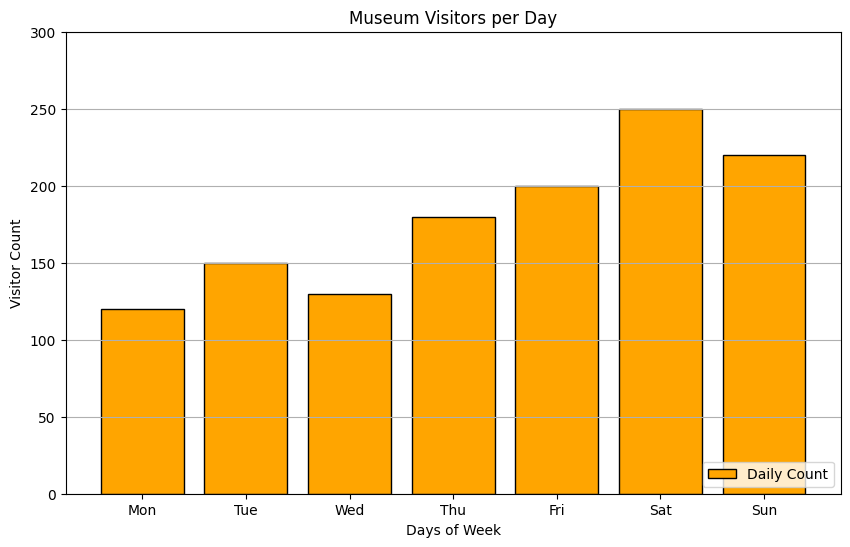 Museum Visitors per Day
300
250
200
150
100
50
0
Visitor Count
Mon Tue Wed Thu Fri Sat Sun
Days of Week
Daily Count